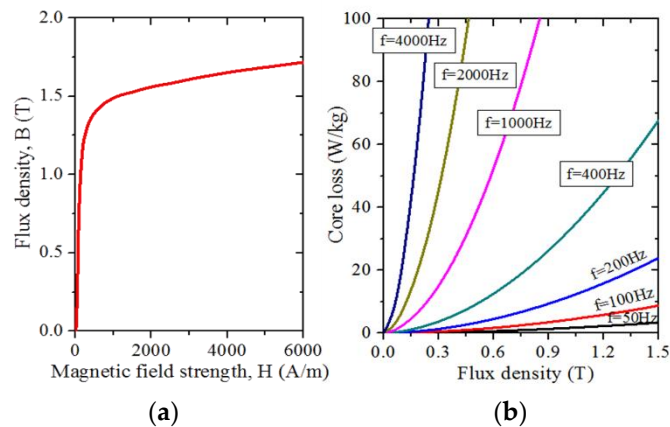 2.0
1.5
1.0
0.5
0.0
0
2000
4000
6000
Flux density, B (T)
Magnetic field strength, H (A/m)
(a)
100
80
60
40
20
0
0.0
0.3
0.6
0.9
1.2
1.5
Core loss (W/kg)
Flux density (T)
f=4000Hz
f=2000Hz
f=1000Hz
f=400Hz
f=200Hz
f=100Hz
f=50Hz
(b)